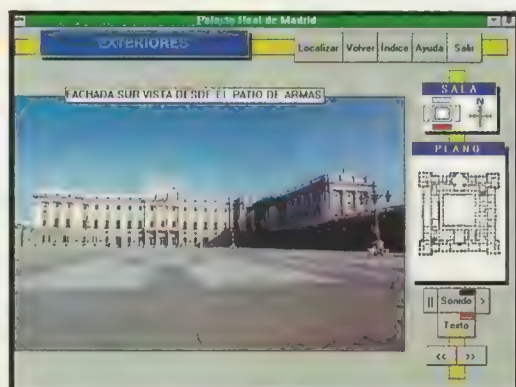 Palacio Real de Madrid
EXTERIORES
Localizar Volver Indice Ayuda Salir
FACHADA SUR VISTA DESDE EL PATIO DE ARMAS
SALA
N
PLANO
|| Sonido >
Texto
<< >>